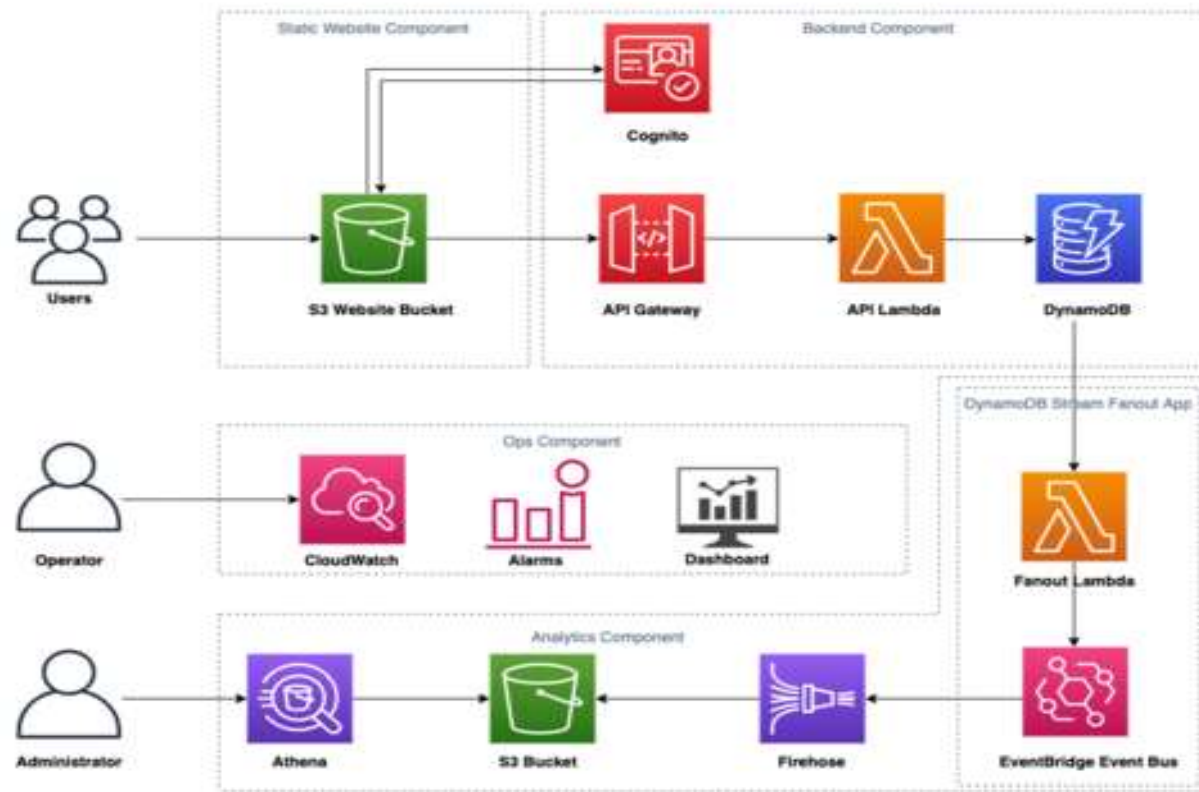 Static Website Component
Backend Component
Cognito
Users
S3 Website Bucket
API Gateway
</>
API Lambda
DynamoDB
DynamoDB Stream Fanout App
Ops Component
Operator
CloudWatch
Alarms
Dashboard
Fanout Lambda
Analytics Component
Administrator
Athena
S3 Bucket
Firehose
EventBridge Event Bus